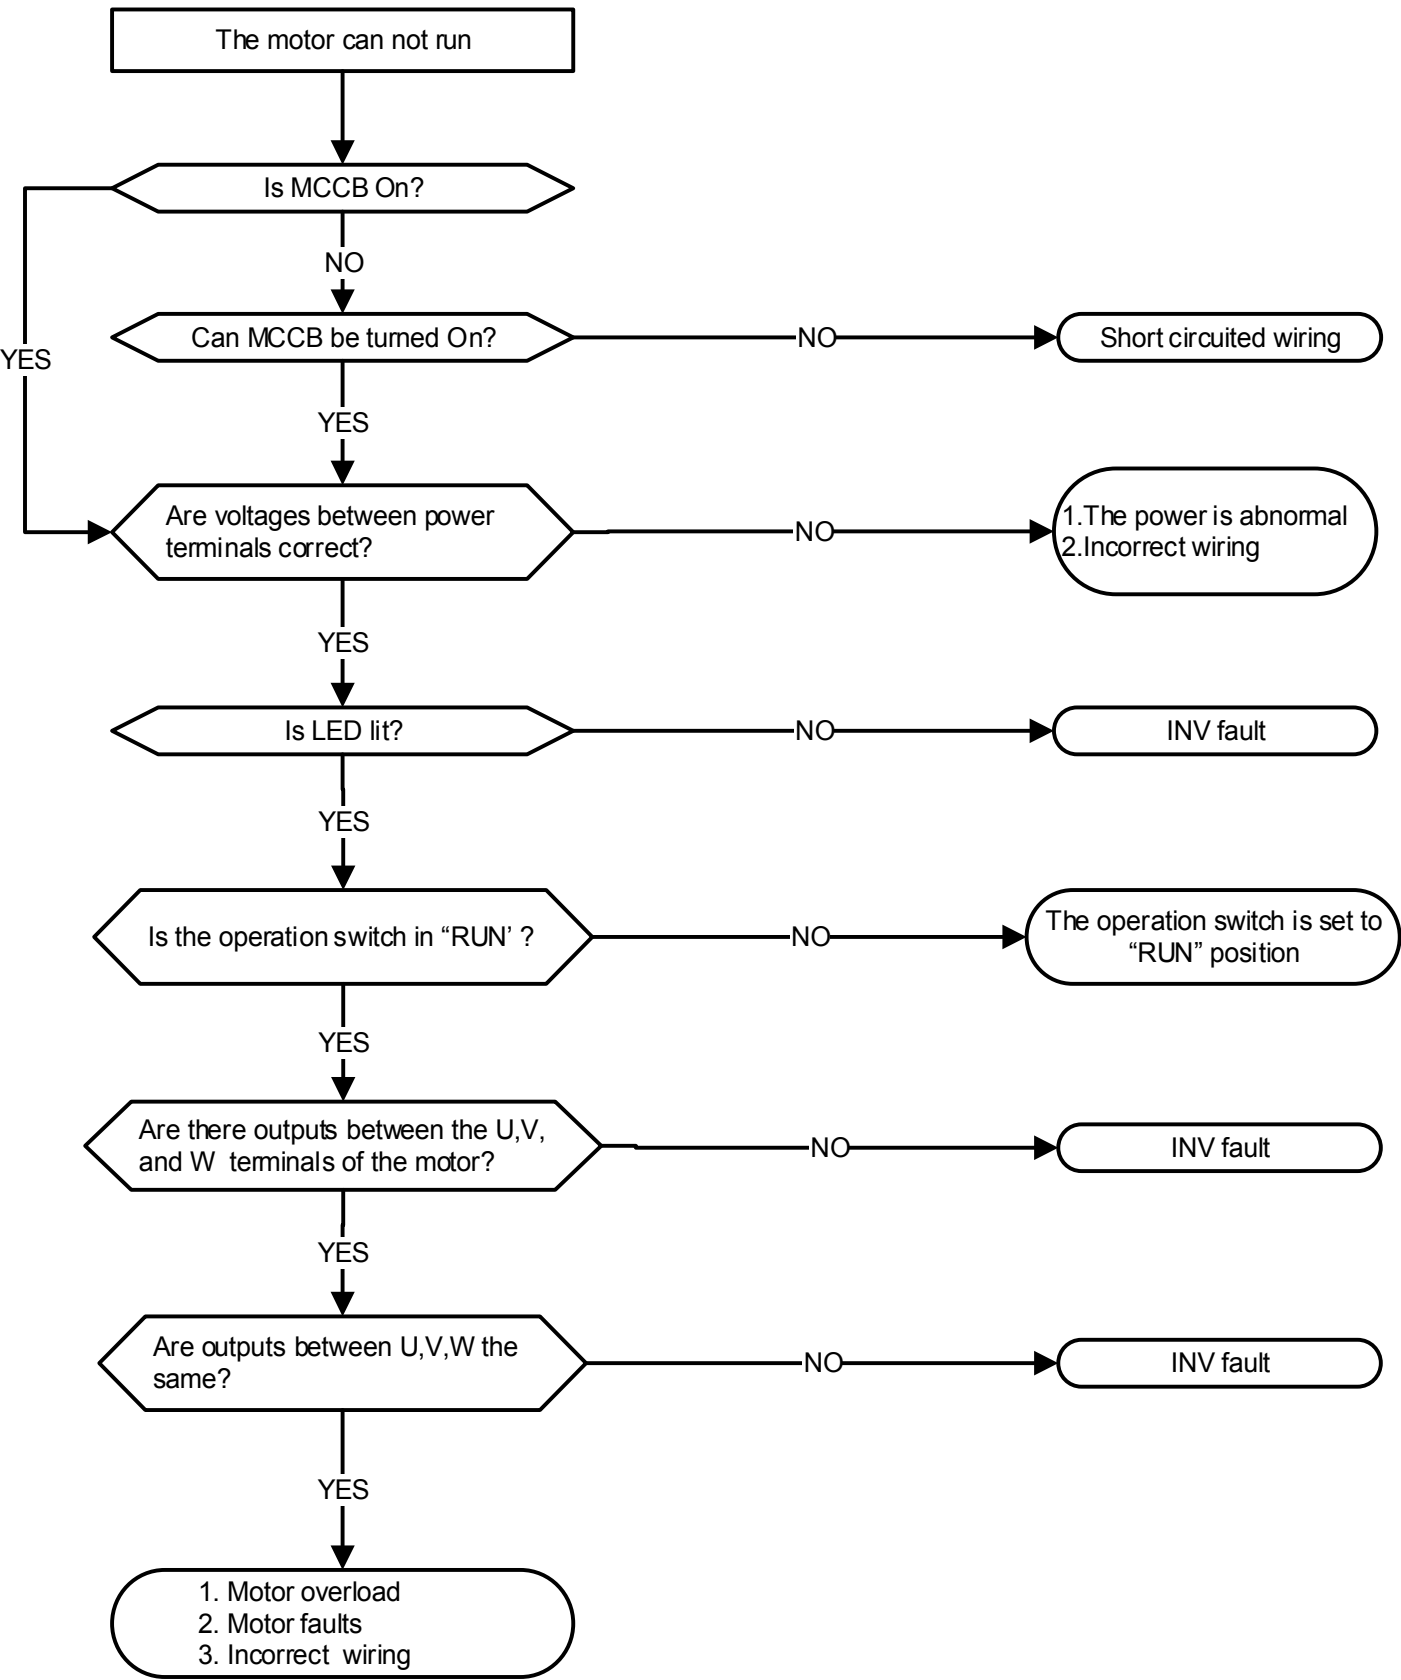 The motor can not run
Is MCCB On?
NO
YES
Can MCCB be turned On?
NO
Short circuited wiring
YES
Are voltages between power
terminals correct?
NO
1.The power is abnormal
2.Incorrect wiring
YES
Is LED lit?
NO
INV fault
YES
Is the operation switch in “RUN’ ?
NO
The operation switch is set to
“RUN” position
YES
Are there outputs between the U,V,
and W terminals of the motor?
NO
INV fault
YES
Are outputs between U,V,W the
same?
NO
INV fault
YES
1. Motor overload
2. Motor faults
3. Incorrect wiring